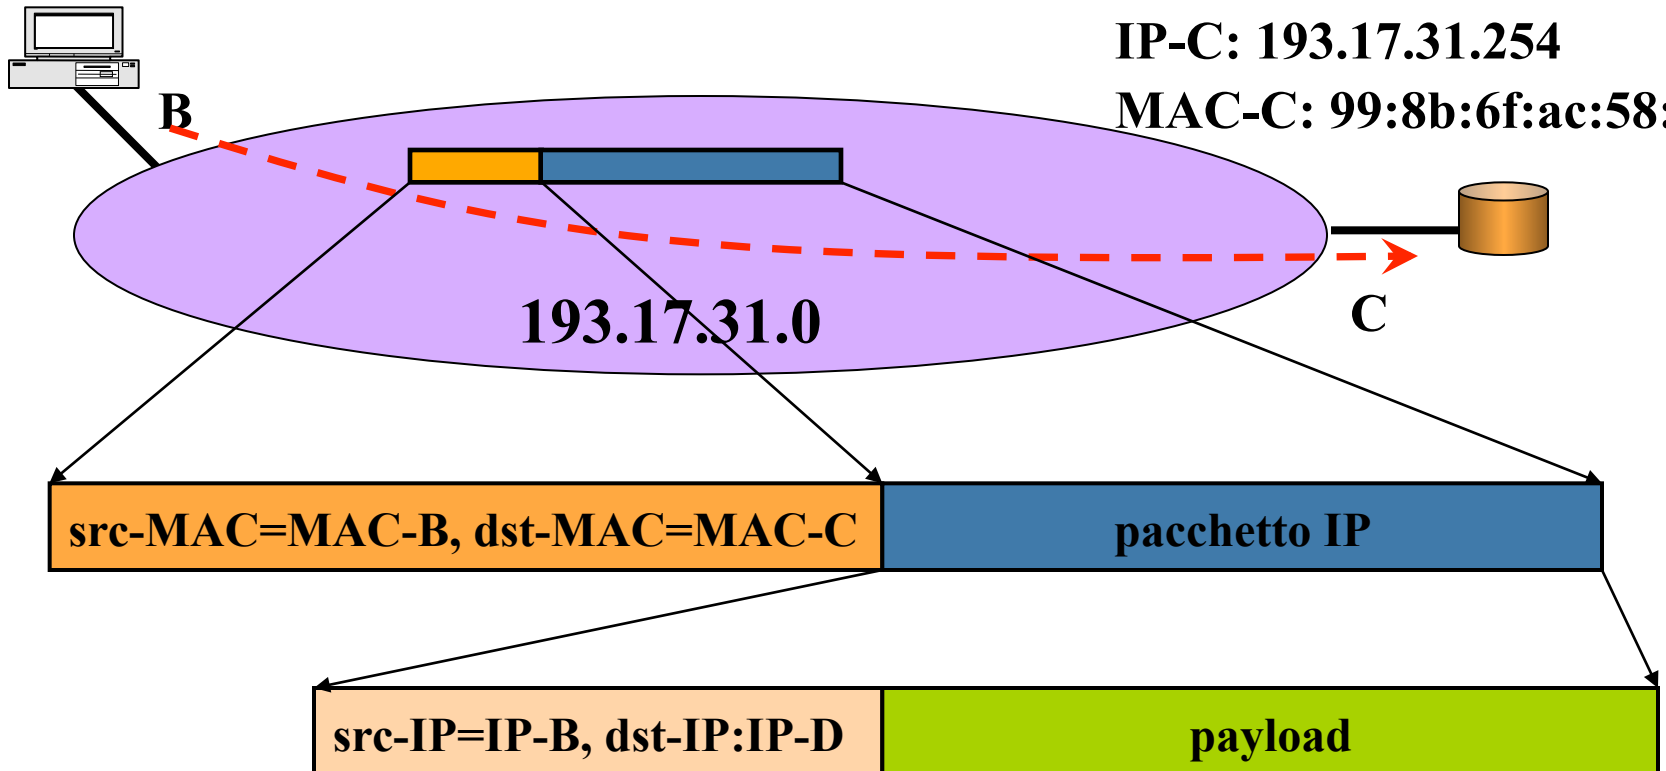 IP-C: 193.17.31.254
MAC-C: 99:8b:6f:ac:58:
B
193.17.31.0
C
src-MAC=MAC-B, dst-MAC=MAC-C
pacchetto IP
src-IP=IP-B, dst-IP:IP-D
payload